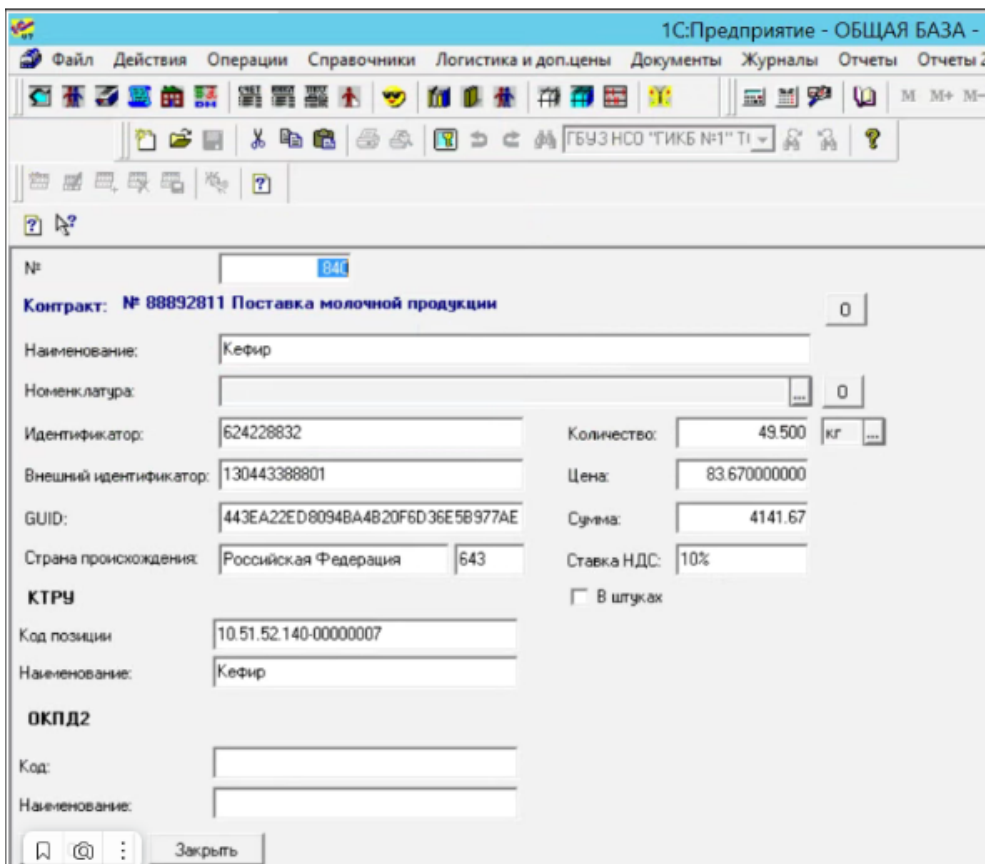 1С:Предприятие - ОБЩАЯ БАЗА -
Файл Действия Операции Справочники Логистика и доп.цены Документы Журналы Отчеты Отчеты 2
M M+ M-
ГБУЗ НСО "ГИКБ №1"
№ 840
Контракт: № 88892811 Поставка молочной продукции О
Наименование: Кефир
Номенклатура: ... О
Идентификатор: 624228832 Количество: 49.500 кг ...
Внешний идентификатор: 130443388801 Цена: 83.670000000
GUID: 443EA22ED8094BA4B20F6D36E5B977AE Сумма: 4141.67
Страна происхождения: Российская Федерация 643 Ставка НДС: 10%
КТРУ В штуках
Код позиции 10.51.52.140-00000007
Наименование: Кефир
ОКПД2
Код:
Наименование:
Закрыть